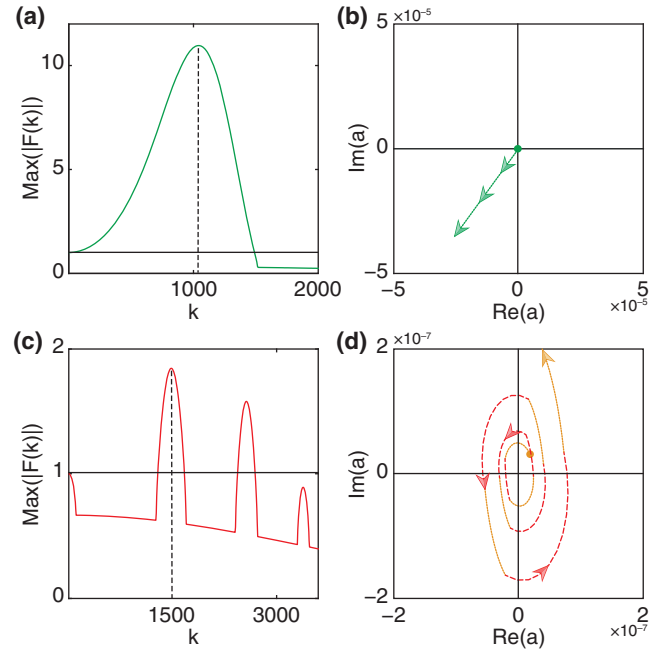 (a)
Max(|F(k)|)
10
5
0
1000
2000
k
(b)
×10⁻⁵
5
0
−5
Im(a)
−5
0
5
×10⁻⁵
Re(a)
(c)
Max(|F(k)|)
2
1
0
1500
3000
k
(d)
×10⁻⁷
2
0
−2
Im(a)
−2
0
2
×10⁻⁷
Re(a)